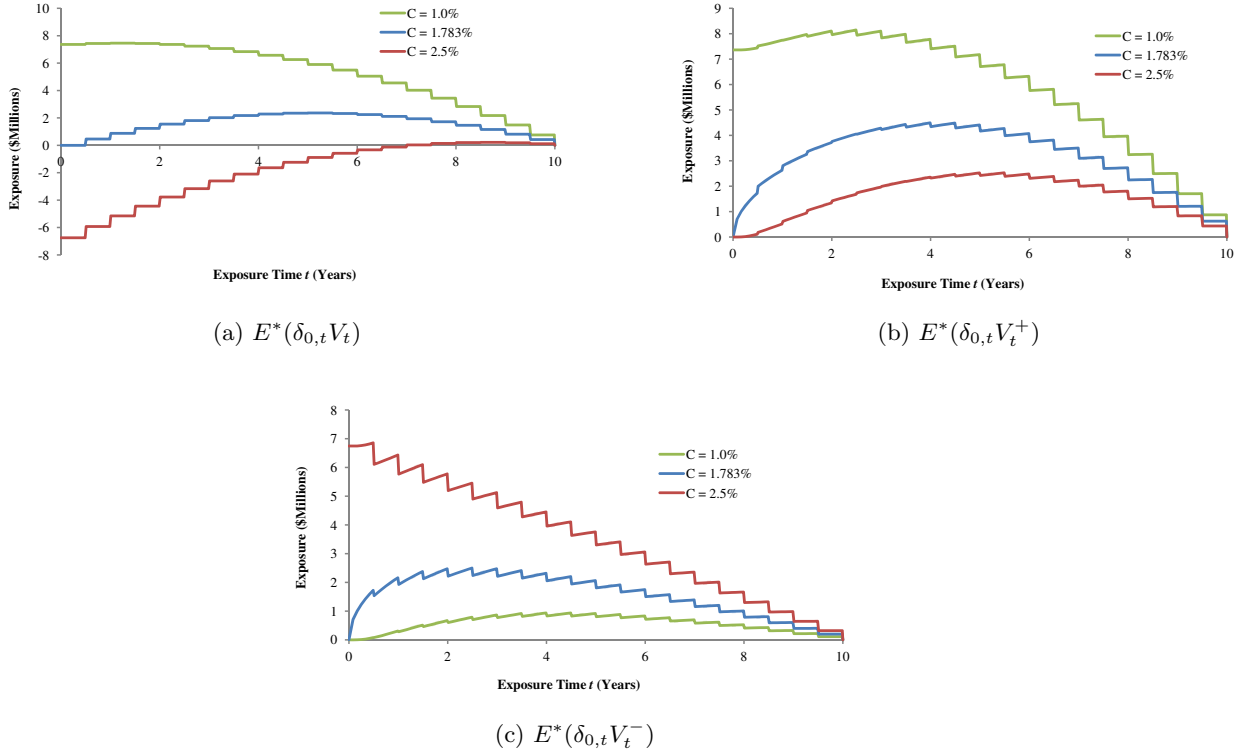 10
8
6
4
2
0
-2
-4
-6
-8
Exposure ($Millions)
0 2 4 6 8 10
C = 1.0%
C = 1.783%
C = 2.5%
Exposure Time t (Years)
(a) E*(δ0,tVt)
9
8
7
6
5
4
3
2
1
0
Exposure ($Millions)
0 2 4 6 8 10
C = 1.0%
C = 1.783%
C = 2.5%
Exposure Time t (Years)
(b) E*(δ0,tVt+)
8
7
6
5
4
3
2
1
0
Exposure ($Millions)
0 2 4 6 8 10
C = 1.0%
C = 1.783%
C = 2.5%
Exposure Time t (Years)
(c) E*(δ0,tVt−)